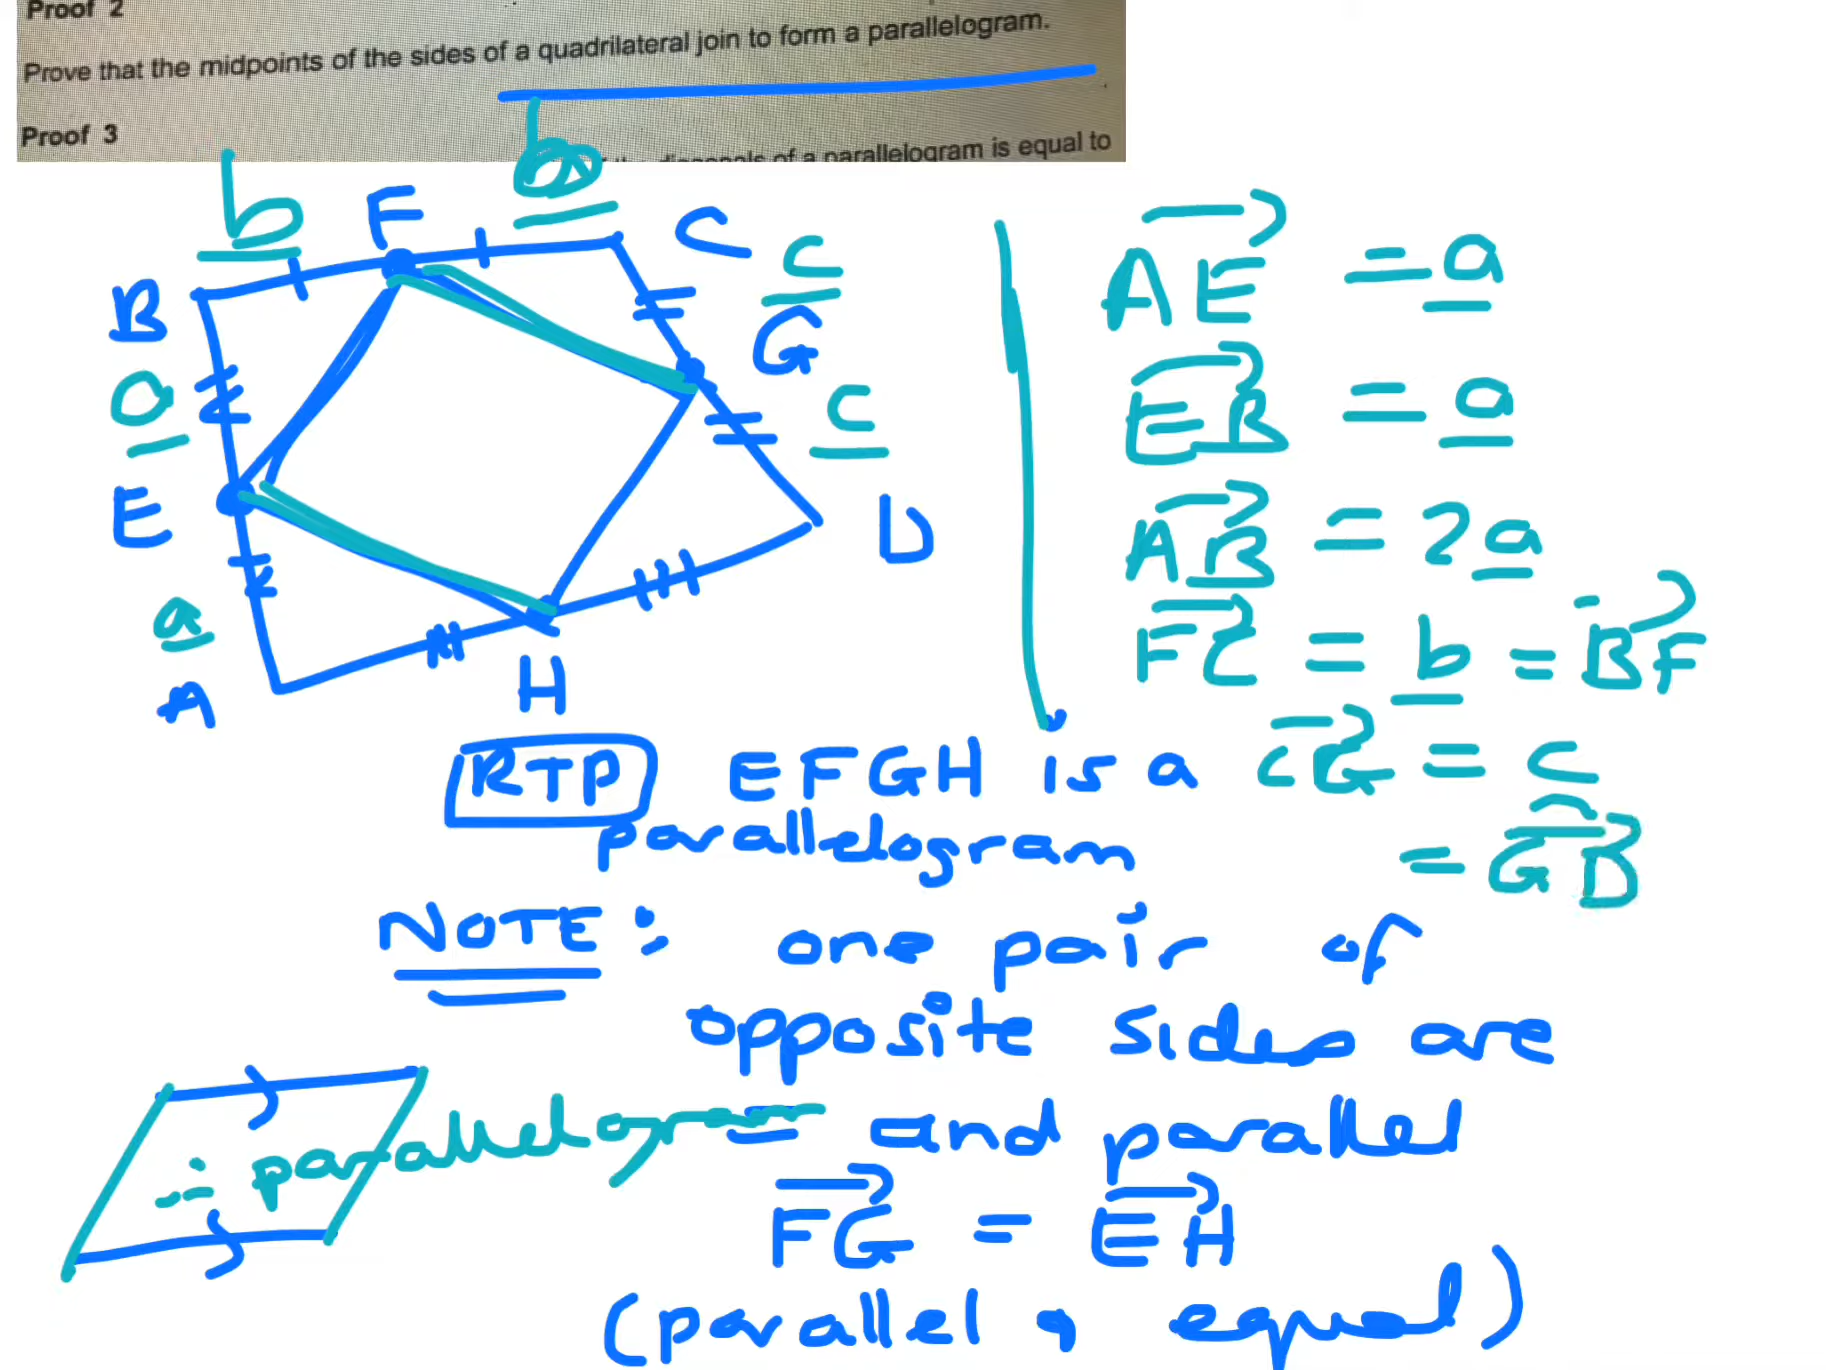 Proof 2
Prove that the midpoints of the sides of a quadrilateral join to form a parallelogram.
Proof 3
diagonals of a parallelogram is equal to
b
b
F
C
B
c
G
a
c
E
D
a
A
H
AE = a
EB = a
AB = 2a
FC = b = BF
CG = c
= GD
RTP EFGH is a
parallelogram
NOTE: one pair of
opposite sides are
= and parallel
∴ parallelogram
FG = EH
(parallel & equal)